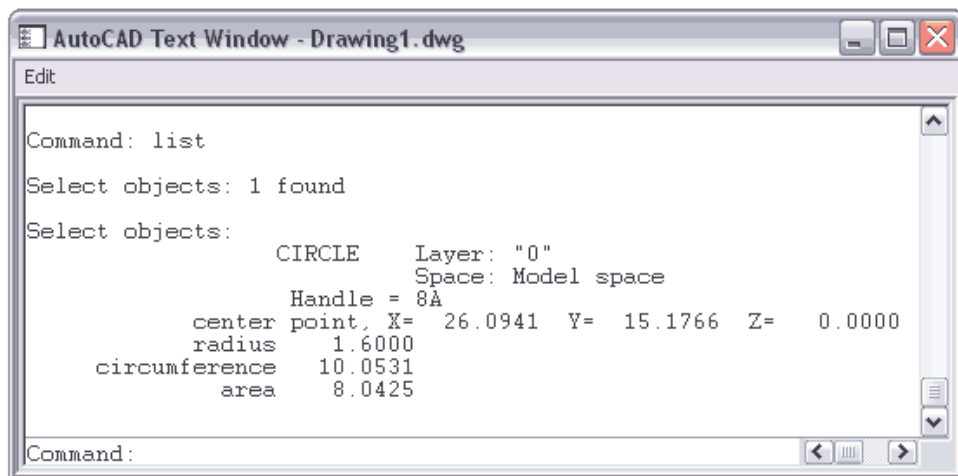 AutoCAD Text Window - Drawing1.dwg
Edit
Command: list
Select objects: 1 found
Select objects:
CIRCLE Layer: "0"
Space: Model space
Handle = 8A
center point, X= 26.0941 Y= 15.1766 Z= 0.0000
radius 1.6000
circumference 10.0531
area 8.0425
Command: